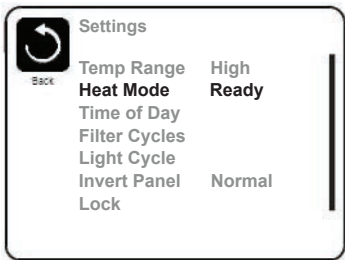 Settings
Back
Temp Range High
Heat Mode Ready
Time of Day
Filter Cycles
Light Cycle
Invert Panel Normal
Lock